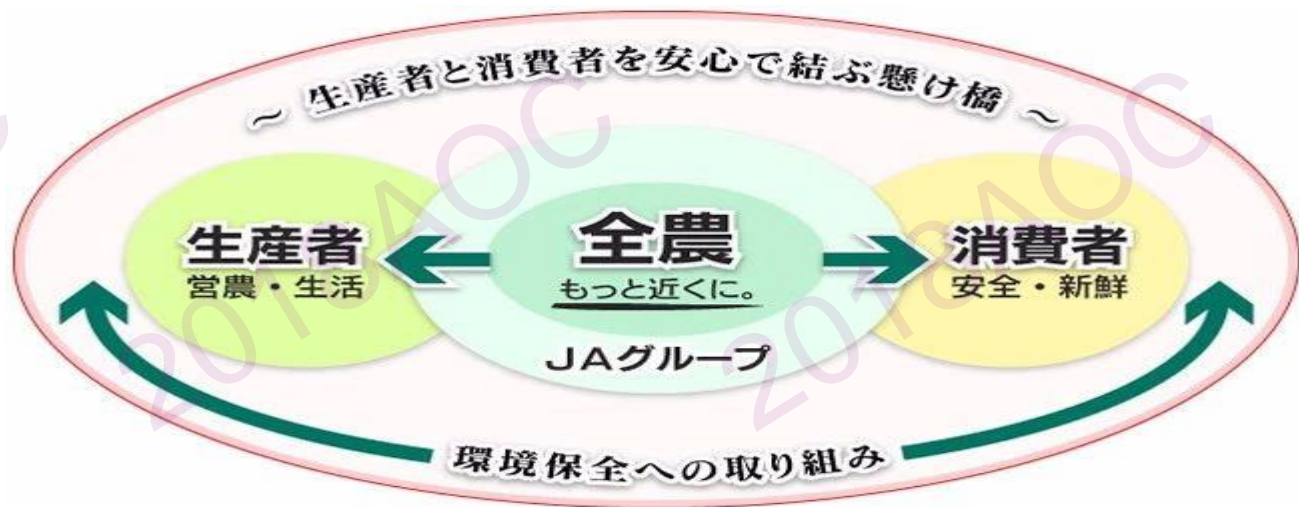 ～ 生産者と消費者を安心で結ぶ懸け橋 ～
生産者
営農・生活
全農
もっと近くに。
JAグループ
消費者
安全・新鮮
環境保全への取り組み
2018AOC
2018AOC